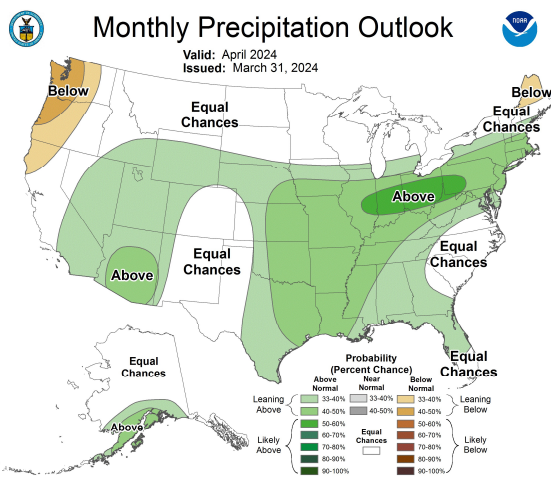 Monthly Precipitation Outlook
NOAA
Valid: April 2024
Issued: March 31, 2024
Below
Equal
Chances
Below
Equal
Chances
Above
Above
Equal
Chances
Equal
Chances
Equal
Chances
Equal
Chances
Above
Probability
(Percent Chance)
Above
Normal
Near
Normal
Below
Normal
Leaning
Above
33-40%
40-50%
33-40%
40-50%
33-40%
40-50%
Leaning
Below
Likely
Above
50-60%
60-70%
70-80%
80-90%
90-100%
Equal
Chances
50-60%
60-70%
70-80%
80-90%
90-100%
Likely
Below